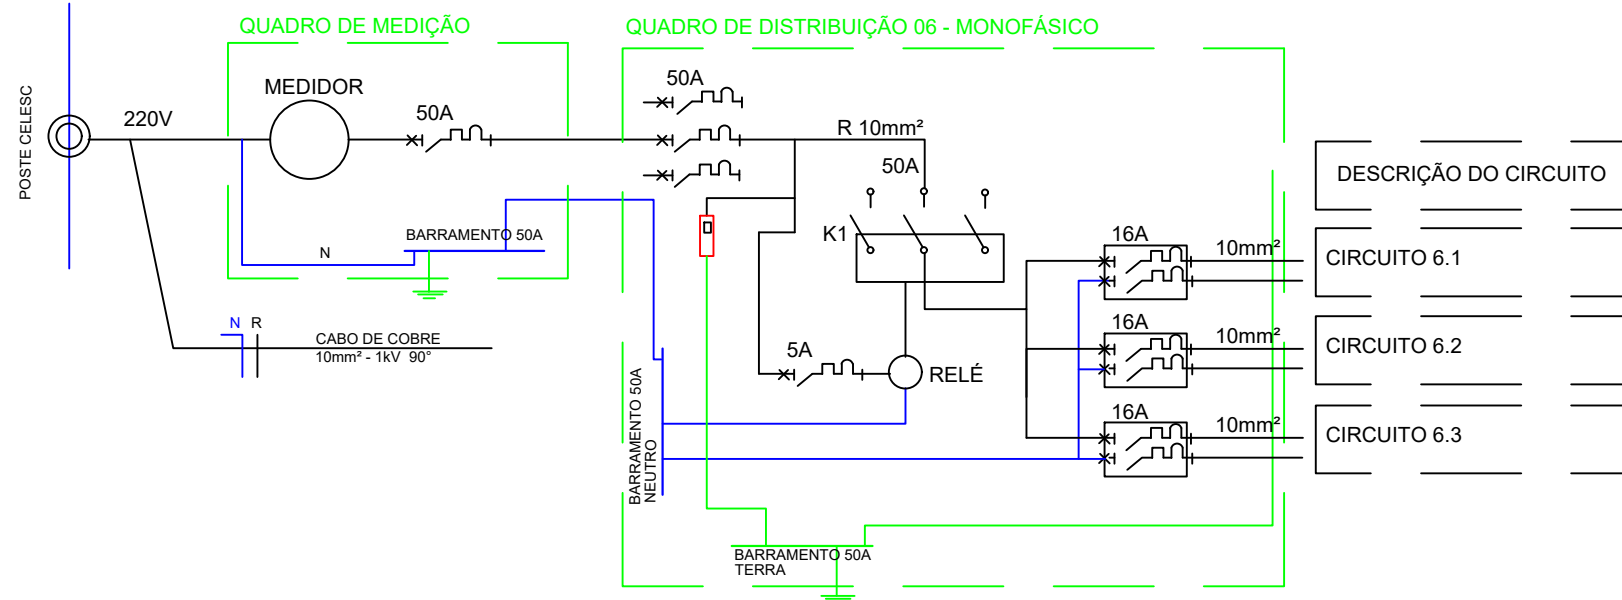 QUADRO DE MEDIÇÃO
QUADRO DE DISTRIBUIÇÃO 06 - MONOFÁSICO
POSTE CELESC
220V
MEDIDOR
50A
50A
R 10mm²
50A
K1
BARRAMENTO 50A
N
N R
CABO DE COBRE
10mm² - 1kV 90°
5A
RELÉ
BARRAMENTO 50A
NEUTRO
BARRAMENTO 50A
TERRA
16A
10mm²
16A
10mm²
16A
10mm²
DESCRIÇÃO DO CIRCUITO
CIRCUITO 6.1
CIRCUITO 6.2
CIRCUITO 6.3